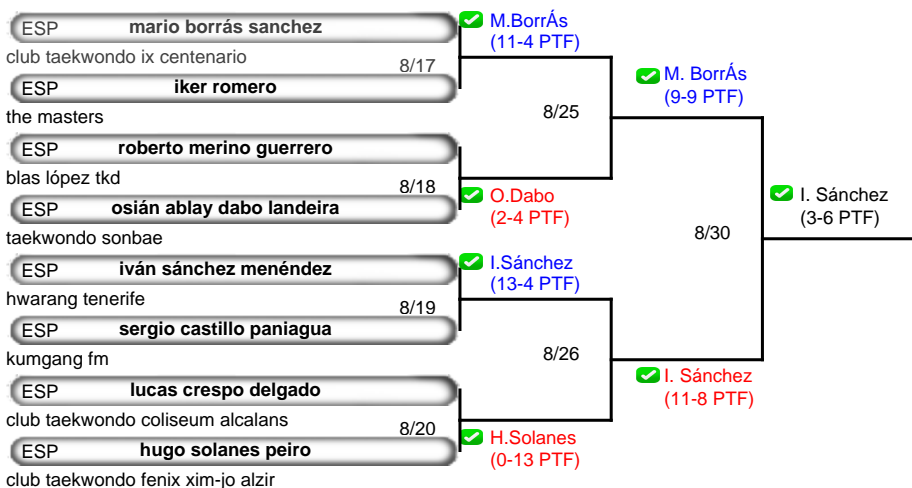 ESP mario borrás sanchez
club taekwondo ix centenario
8/17
ESP iker romero
the masters
ESP roberto merino guerrero
blas lópez tkd
8/18
ESP osián ablay dabo landeira
taekwondo sonbae
ESP iván sánchez menéndez
hwarang tenerife
8/19
ESP sergio castillo paniagua
kumgang fm
ESP lucas crespo delgado
club taekwondo coliseum alcalans
8/20
ESP hugo solanes peiro
club taekwondo fenix xim-jo alzir
M.BorrÁs
(11-4 PTF)
8/25
O.Dabo
(2-4 PTF)
I.Sánchez
(13-4 PTF)
8/26
H.Solanes
(0-13 PTF)
M. BorrÁs
(9-9 PTF)
8/30
I. Sánchez
(11-8 PTF)
I. Sánchez
(3-6 PTF)